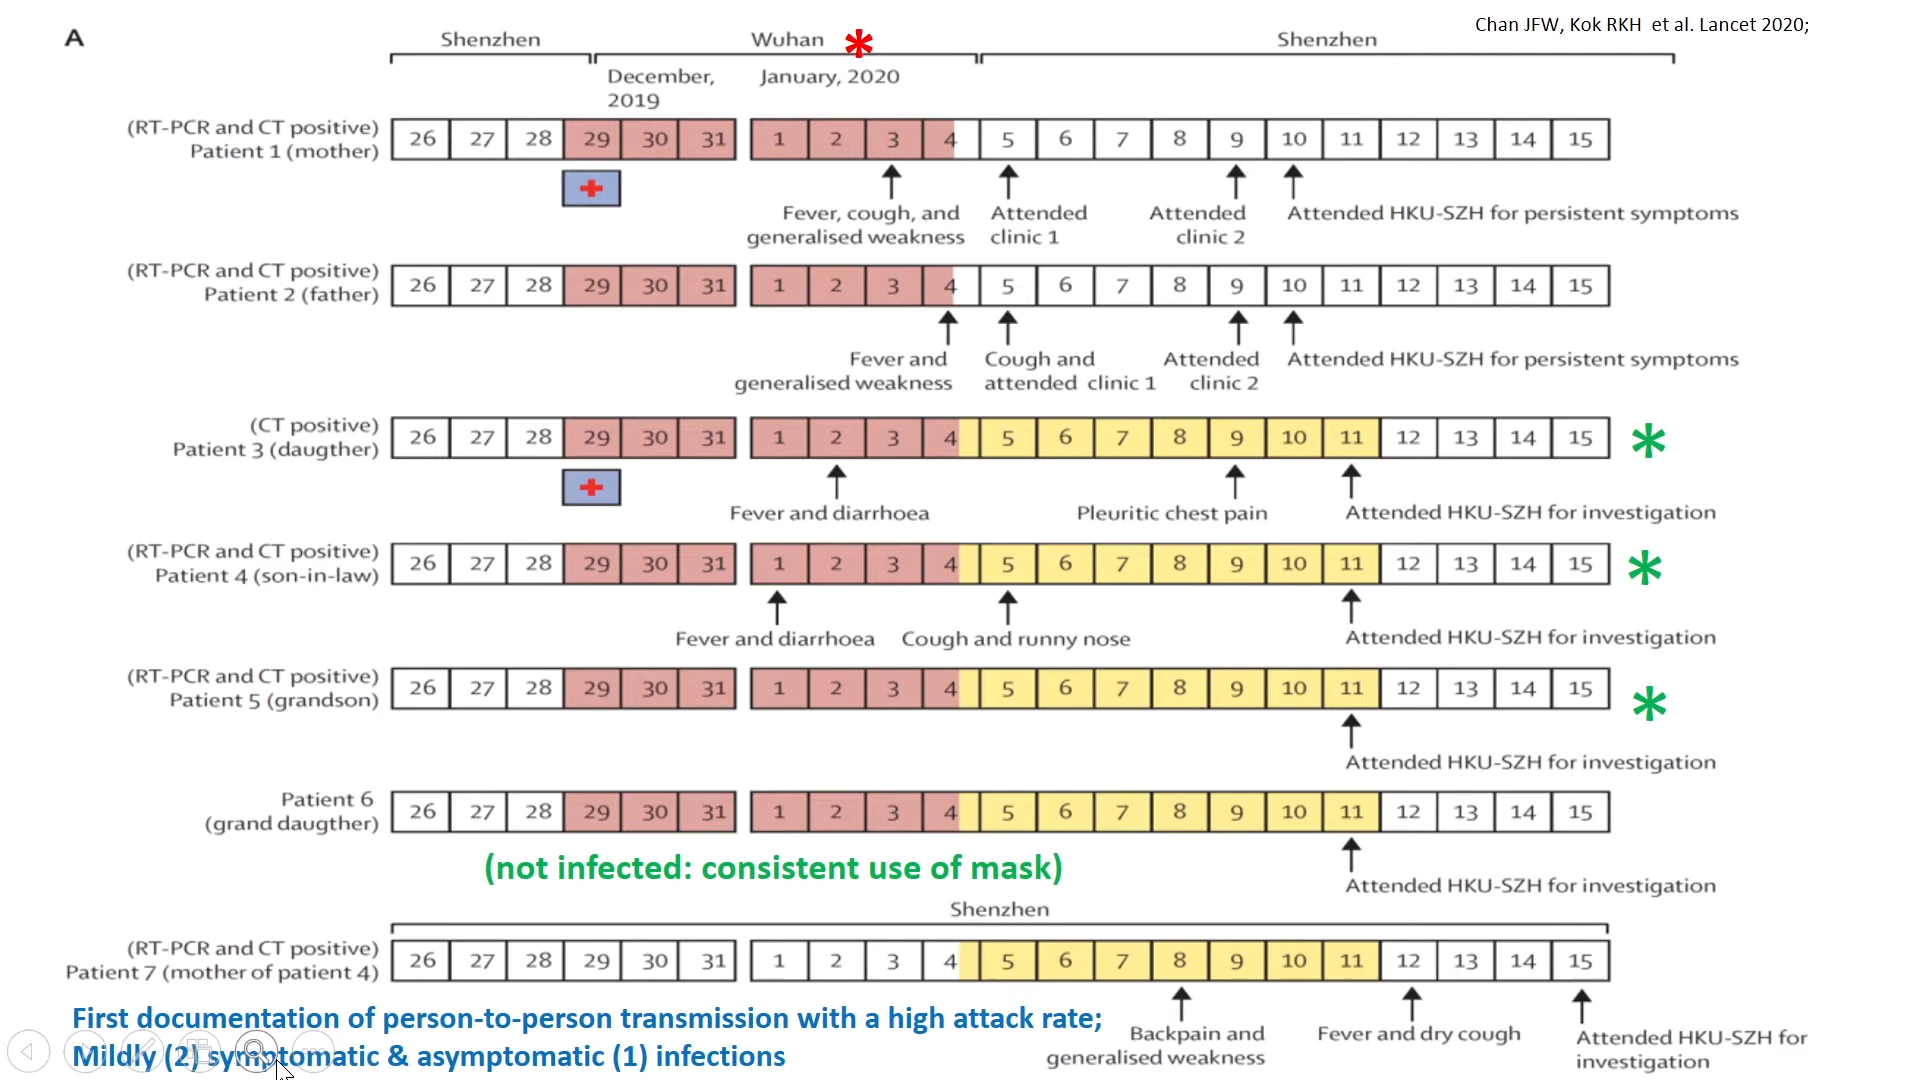 Chan JFW, Kok RKH et al. Lancet 2020;
A
Shenzhen Wuhan * Shenzhen
December, January, 2020
2019
(RT-PCR and CT positive)
Patient 1 (mother)
26 27 28 29 30 31 1 2 3 4 5 6 7 8 9 10 11 12 13 14 15
Fever, cough, and Attended Attended Attended HKU-SZH for persistent symptoms
generalised weakness clinic 1 clinic 2
(RT-PCR and CT positive)
Patient 2 (father)
26 27 28 29 30 31 1 2 3 4 5 6 7 8 9 10 11 12 13 14 15
Fever and Cough and Attended Attended HKU-SZH for persistent symptoms
generalised weakness attended clinic 1 clinic 2
(CT positive)
Patient 3 (daugther)
26 27 28 29 30 31 1 2 3 4 5 6 7 8 9 10 11 12 13 14 15 *
Fever and diarrhoea Pleuritic chest pain Attended HKU-SZH for investigation
(RT-PCR and CT positive)
Patient 4 (son-in-law)
26 27 28 29 30 31 1 2 3 4 5 6 7 8 9 10 11 12 13 14 15 *
Fever and diarrhoea Cough and runny nose Attended HKU-SZH for investigation
(RT-PCR and CT positive)
Patient 5 (grandson)
26 27 28 29 30 31 1 2 3 4 5 6 7 8 9 10 11 12 13 14 15 *
Attended HKU-SZH for investigation
Patient 6
(grand daugther)
26 27 28 29 30 31 1 2 3 4 5 6 7 8 9 10 11 12 13 14 15
(not infected: consistent use of mask)
Attended HKU-SZH for investigation
Shenzhen
(RT-PCR and CT positive)
Patient 7 (mother of patient 4)
26 27 28 29 30 31 1 2 3 4 5 6 7 8 9 10 11 12 13 14 15
Backpain and Fever and dry cough Attended HKU-SZH for
generalised weakness investigation
First documentation of person-to-person transmission with a high attack rate;
Mildly (2) symptomatic & asymptomatic (1) infections